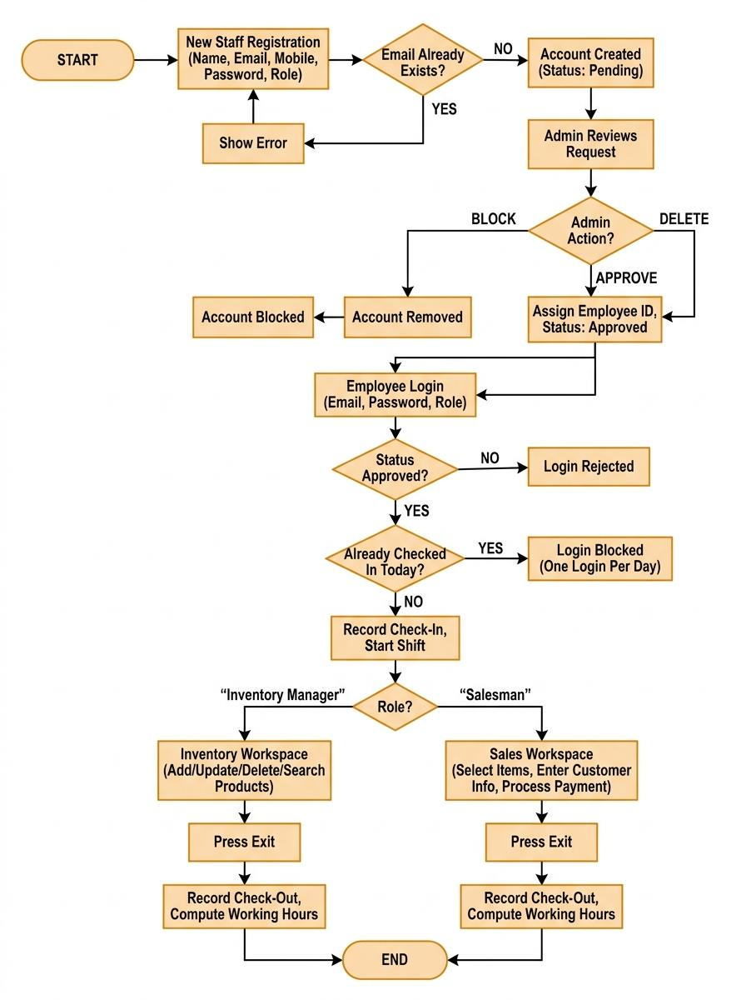 START
New Staff Registration
(Name, Email, Mobile,
Password, Role)
Email Already
Exists?
NO
Account Created
(Status: Pending)
YES
Show Error
Admin Reviews
Request
BLOCK
Admin
Action?
DELETE
APPROVE
Account Blocked
Account Removed
Assign Employee ID,
Status: Approved
Employee Login
(Email, Password, Role)
Status
Approved?
NO
Login Rejected
YES
Already Checked
In Today?
YES
Login Blocked
(One Login Per Day)
NO
Record Check-In,
Start Shift
“Inventory Manager”
Role?
“Salesman”
Inventory Workspace
(Add/Update/Delete/Search
Products)
Sales Workspace
(Select Items, Enter Customer
Info, Process Payment)
Press Exit
Press Exit
Record Check-Out,
Compute Working Hours
Record Check-Out,
Compute Working Hours
END